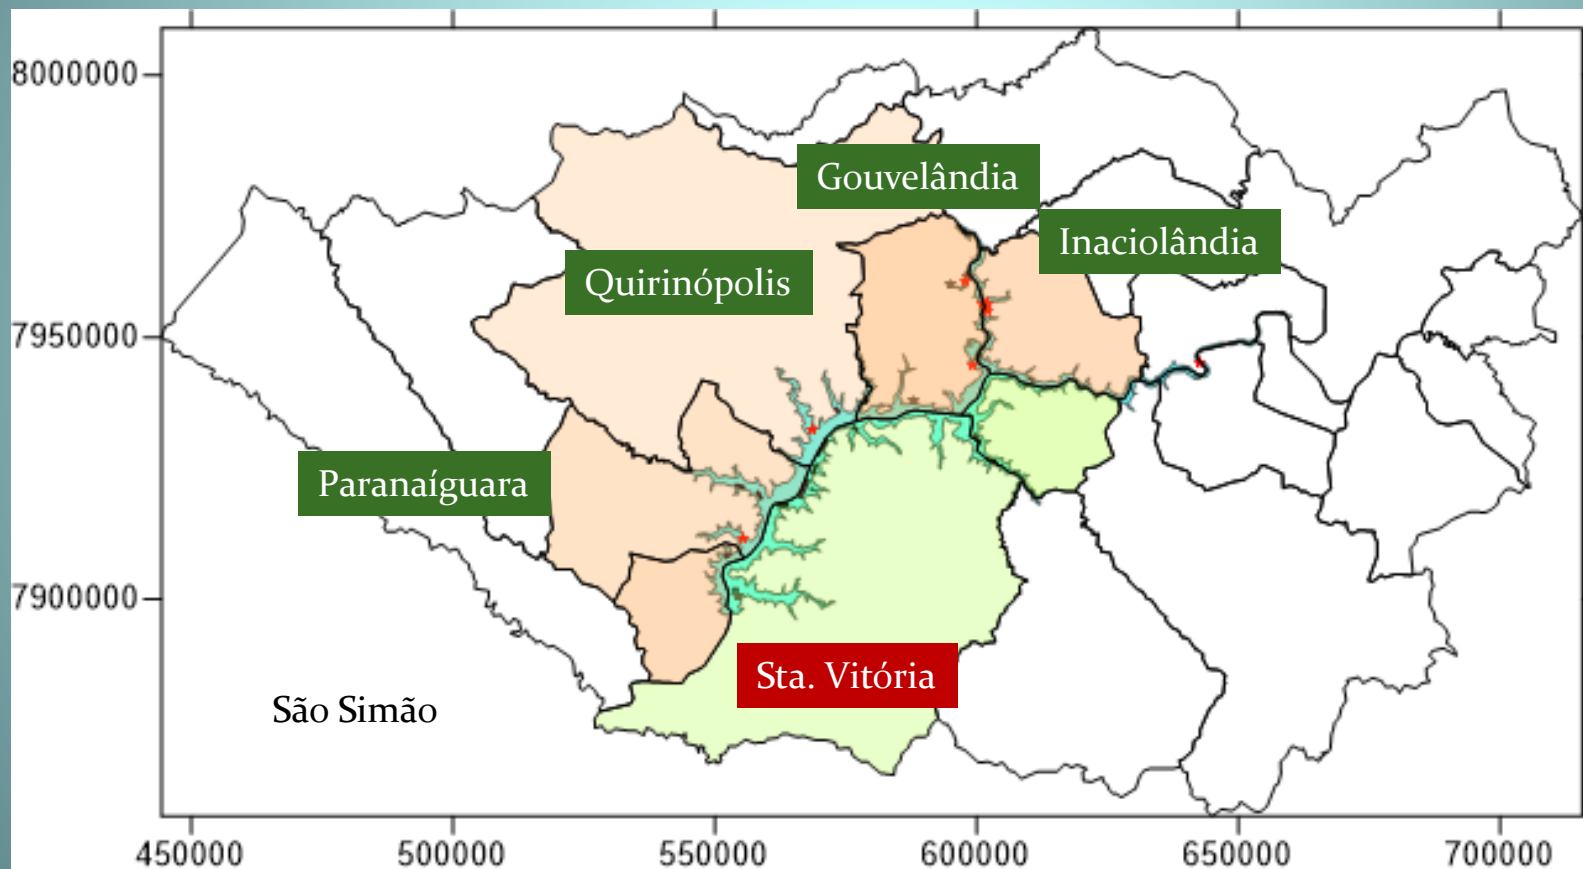 8000000
Gouvelândia
Inaciolândia
Quirinópolis
7950000
Paranaíguara
7900000
Sta. Vitória
São Simão
450000 500000 550000 600000 650000 700000